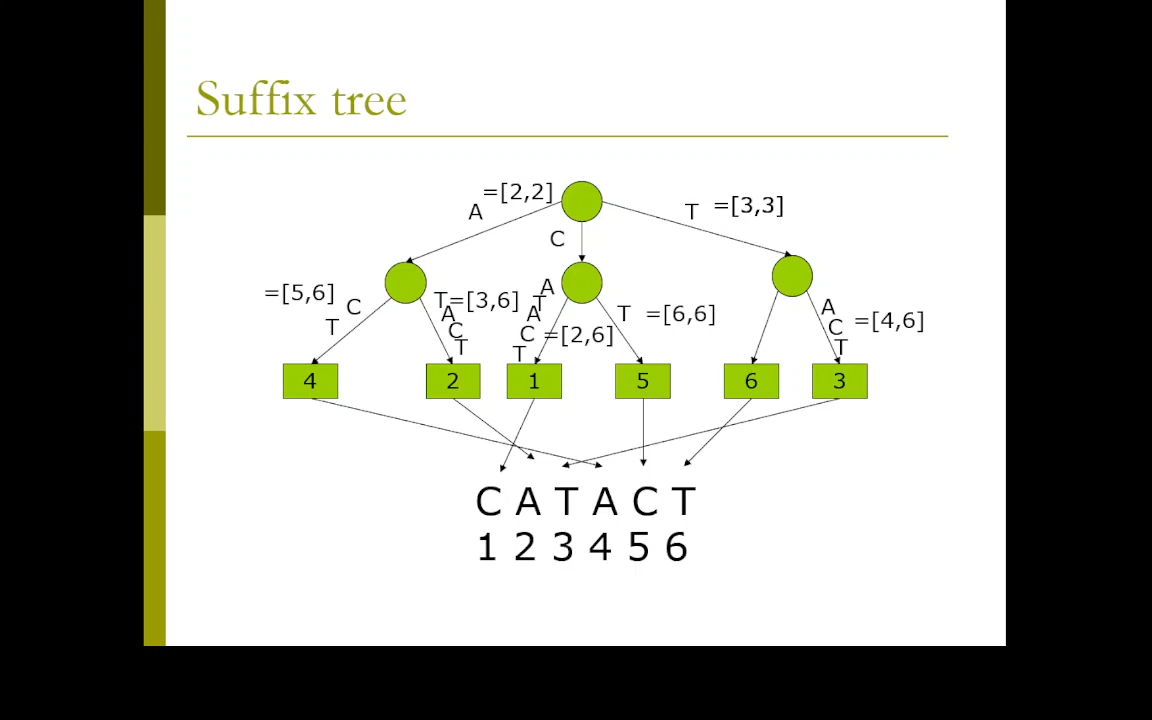 Suffix tree
=[2,2]
A
C
T =[3,3]
=[5,6]
C
T
T=[3,6]
A
C
T
A
T
A
C =[2,6]
T
T =[6,6]
A
C =[4,6]
T
4 2 1 5 6 3
C A T A C T
1 2 3 4 5 6